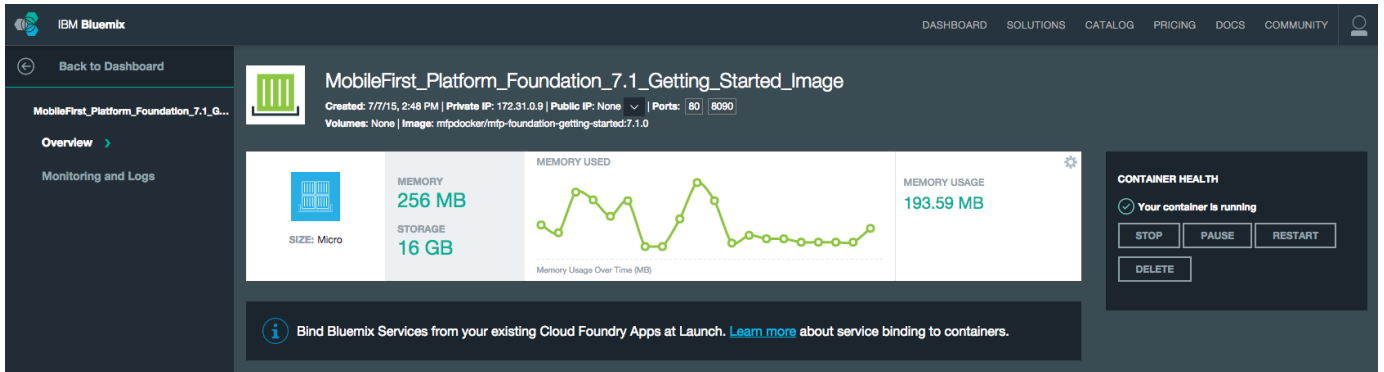 IBM Bluemix
DASHBOARD SOLUTIONS CATALOG PRICING DOCS COMMUNITY
Back to Dashboard
MobileFirst_Platform_Foundation_7.1_G...
Overview
Monitoring and Logs
MobileFirst_Platform_Foundation_7.1_Getting_Started_Image
Created: 7/7/15, 2:48 PM | Private IP: 172.31.0.9 | Public IP: None | Ports: 80 8090
Volumes: None | Image: mfpdocker/mfp-foundation-getting-started:7.1.0
SIZE: Micro
MEMORY
256 MB
STORAGE
16 GB
MEMORY USED
Memory Usage Over Time (MB)
MEMORY USAGE
193.59 MB
CONTAINER HEALTH
Your container is running
STOP PAUSE RESTART
DELETE
Bind Bluemix Services from your existing Cloud Foundry Apps at Launch. Learn more about service binding to containers.